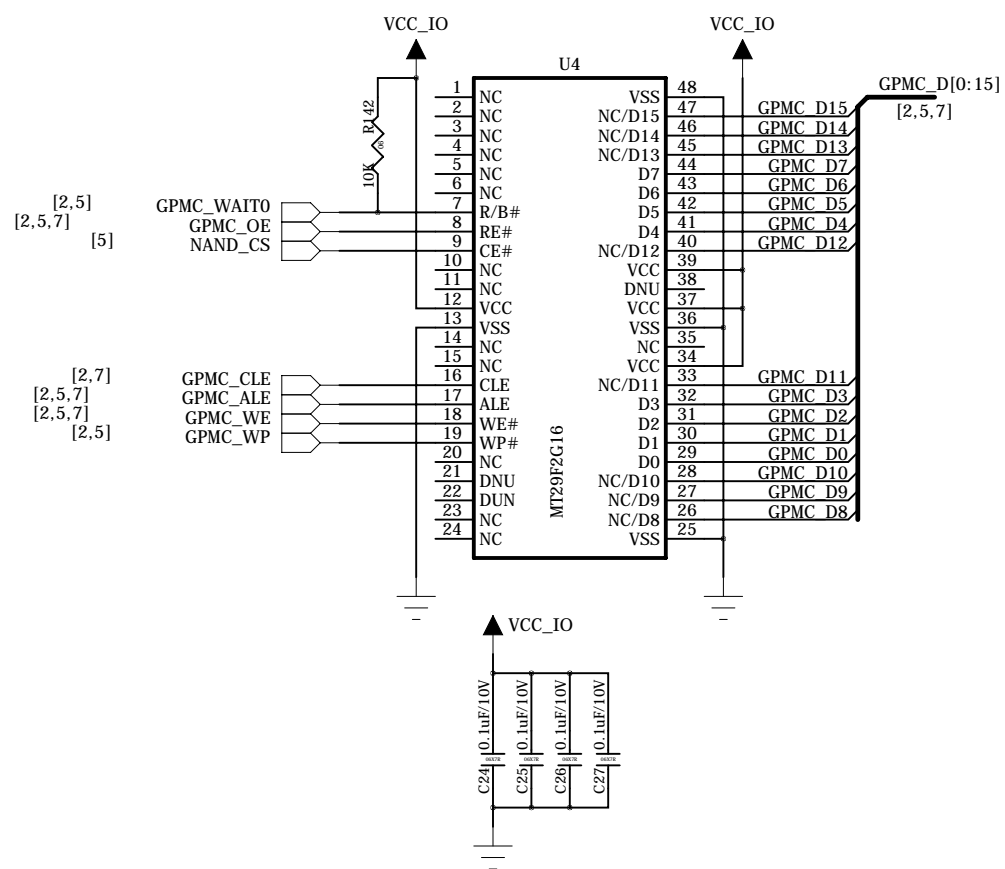 VCC_IO
VCC_IO
U4
GPMC_D[0:15]
[2,5,7]
R142
06
10K
[2,5]
[2,5,7]
[5]
GPMC_WAIT0
GPMC_OE
NAND_CS
[2,7]
[2,5,7]
[2,5,7]
[2,5]
GPMC_CLE
GPMC_ALE
GPMC_WE
GPMC_WP
1 NC
2 NC
3 NC
4 NC
5 NC
6 NC
7 R/B#
8 RE#
9 CE#
10 NC
11 NC
12 VCC
13 VSS
14 NC
15 NC
16 CLE
17 ALE
18 WE#
19 WP#
20 NC
21 DNU
22 DUN
23 NC
24 NC
MT29F2G16
VSS 48
NC/D15 47 GPMC_D15
NC/D14 46 GPMC_D14
NC/D13 45 GPMC_D13
D7 44 GPMC_D7
D6 43 GPMC_D6
D5 42 GPMC_D5
D4 41 GPMC_D4
NC/D12 40 GPMC_D12
VCC 39
DNU 38
VCC 37
VSS 36
NC 35
VCC 34
NC/D11 33 GPMC_D11
D3 32 GPMC_D3
D2 31 GPMC_D2
D1 30 GPMC_D1
D0 29 GPMC_D0
NC/D10 28 GPMC_D10
NC/D9 27 GPMC_D9
NC/D8 26 GPMC_D8
VSS 25
VCC_IO
C24 0.1uF/10V
06X7R
C25 0.1uF/10V
06X7R
C26 0.1uF/10V
06X7R
C27 0.1uF/10V
06X7R